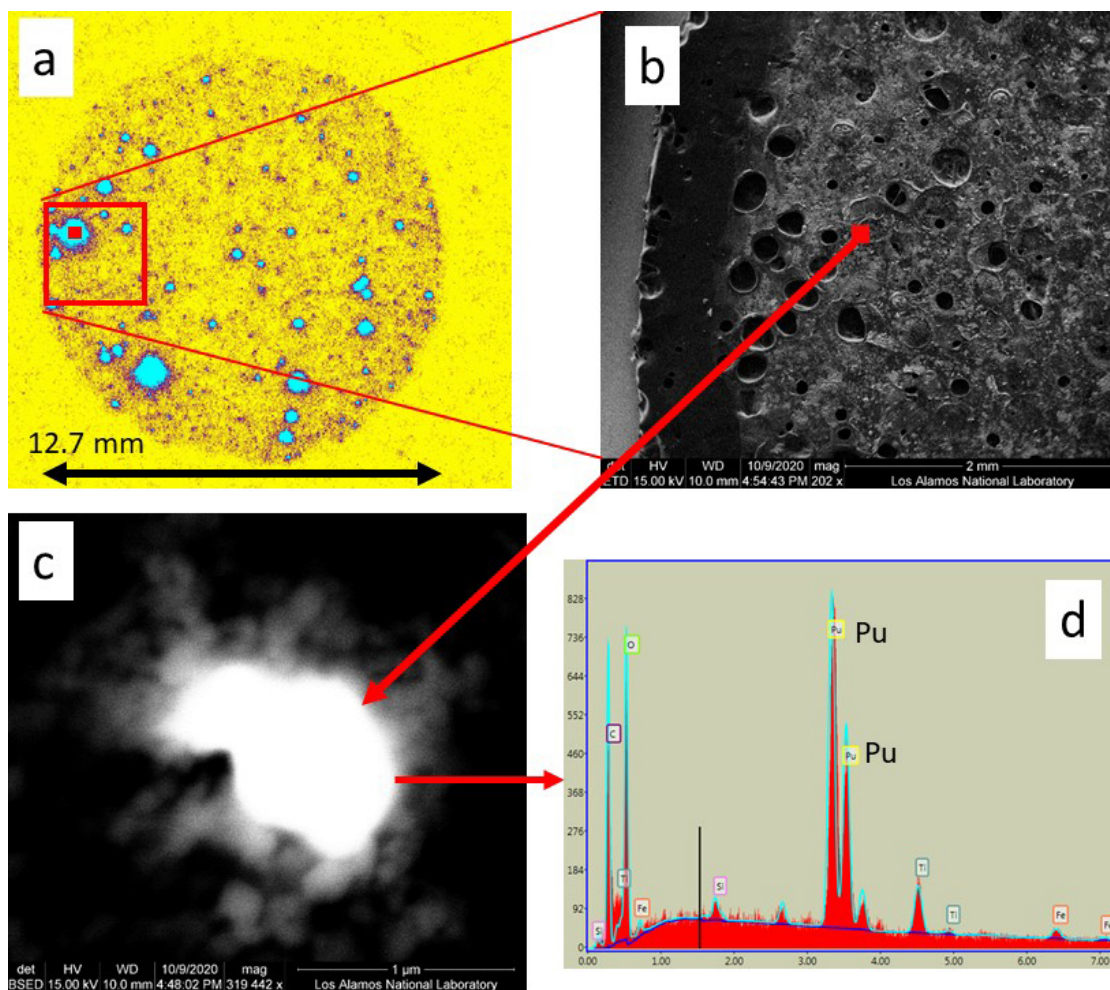 a
12.7 mm
b
det HV WD 10/9/2020 mag 2 mm
ETD 15.00 kV 10.0 mm 4:54:43 PM 202 x Los Alamos National Laboratory
c
det HV WD 10/9/2020 mag 1 µm
BSED 15.00 kV 10.0 mm 4:48:02 PM 319 442 x Los Alamos National Laboratory
d
828
736
644
552
460
368
276
184
92
0
C
O
Pu Pu
Pu Pu
Si
Ti
Fe
Si
Ti
Ti
Fe
Fe
0.00 1.00 2.00 3.00 4.00 5.00 6.00 7.00